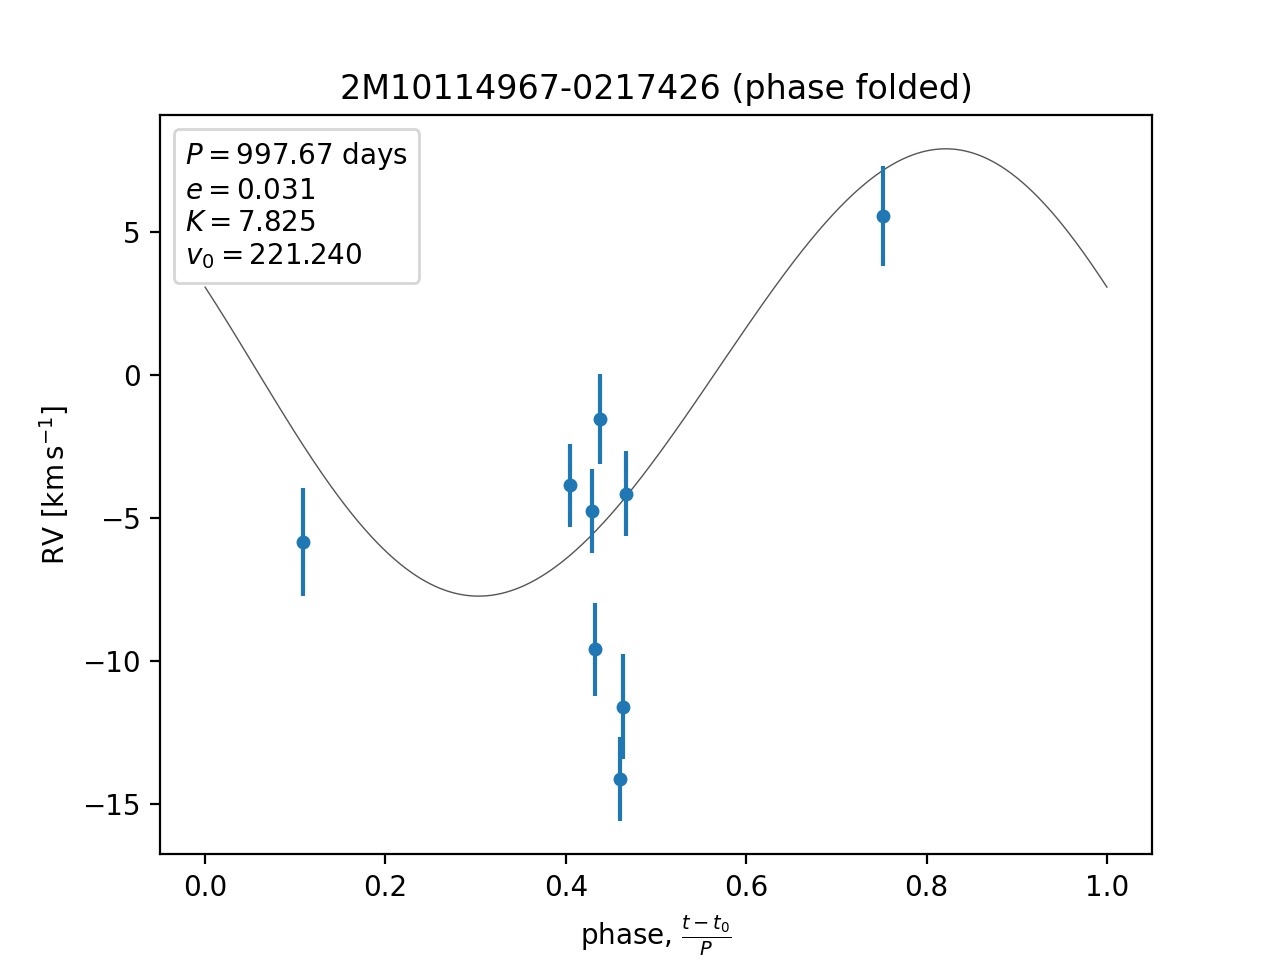 2M10114967-0217426 (phase folded)
P = 997.67 days
e = 0.031
K = 7.825
v₀ = 221.240
5
0
−5
−10
−15
RV [km s⁻¹]
0.0 0.2 0.4 0.6 0.8 1.0
phase, (t − t₀)/P